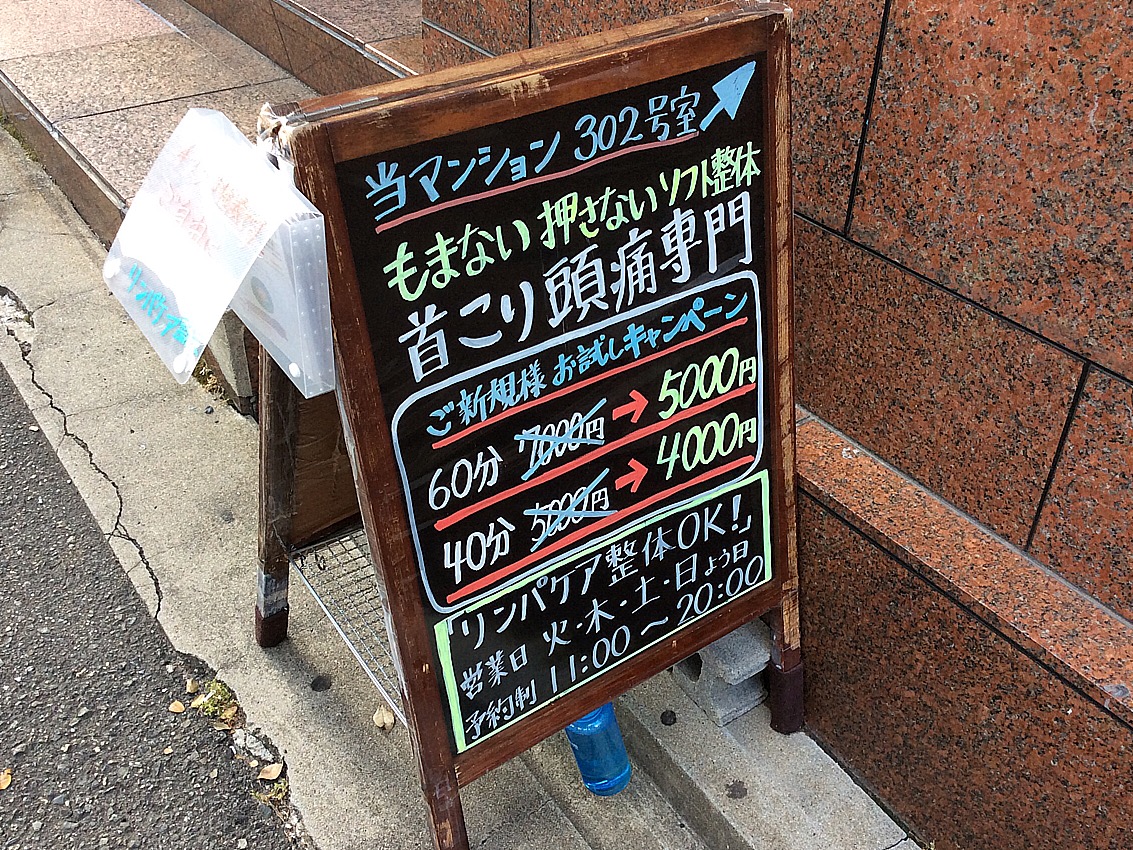 当マンション 302号室
もまない 押さない ソフト整体
首こり 頭痛 専門
ご新規様 お試しキャンペーン
60分 7000円 → 5000円
40分 5000円 → 4000円
「リンパケア整体OK!」
営業日 火・木・土・日よう日
予約制 11:00〜20:00